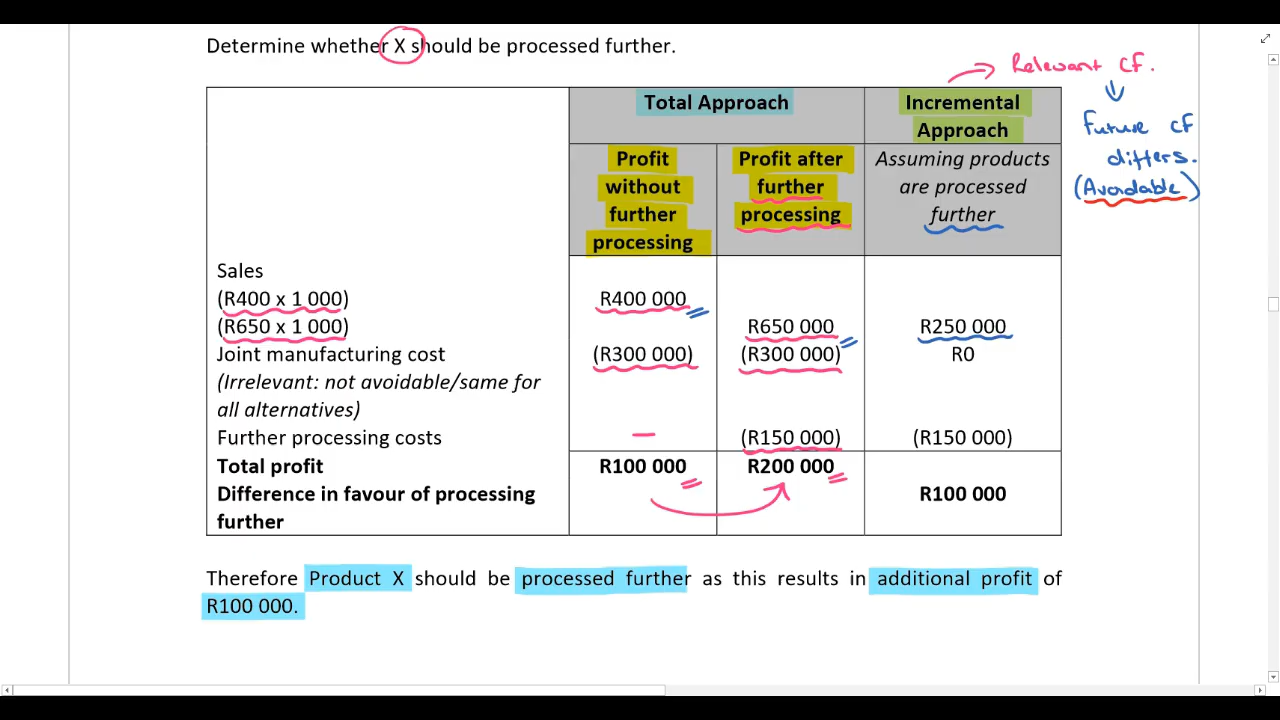 Determine whether X should be processed further.
Relevant cf.
Future cf
differs.
(Avoidable)
Total Approach
Incremental
Approach
Profit
without
further
processing
Profit after
further
processing
Assuming products
are processed
further
Sales
(R400 x 1 000) R400 000
(R650 x 1 000) R650 000 R250 000
Joint manufacturing cost (R300 000) (R300 000) R0
(Irrelevant: not avoidable/same for
all alternatives)
Further processing costs – (R150 000) (R150 000)
Total profit R100 000 R200 000
Difference in favour of processing R100 000
further
Therefore Product X should be processed further as this results in additional profit of
R100 000.